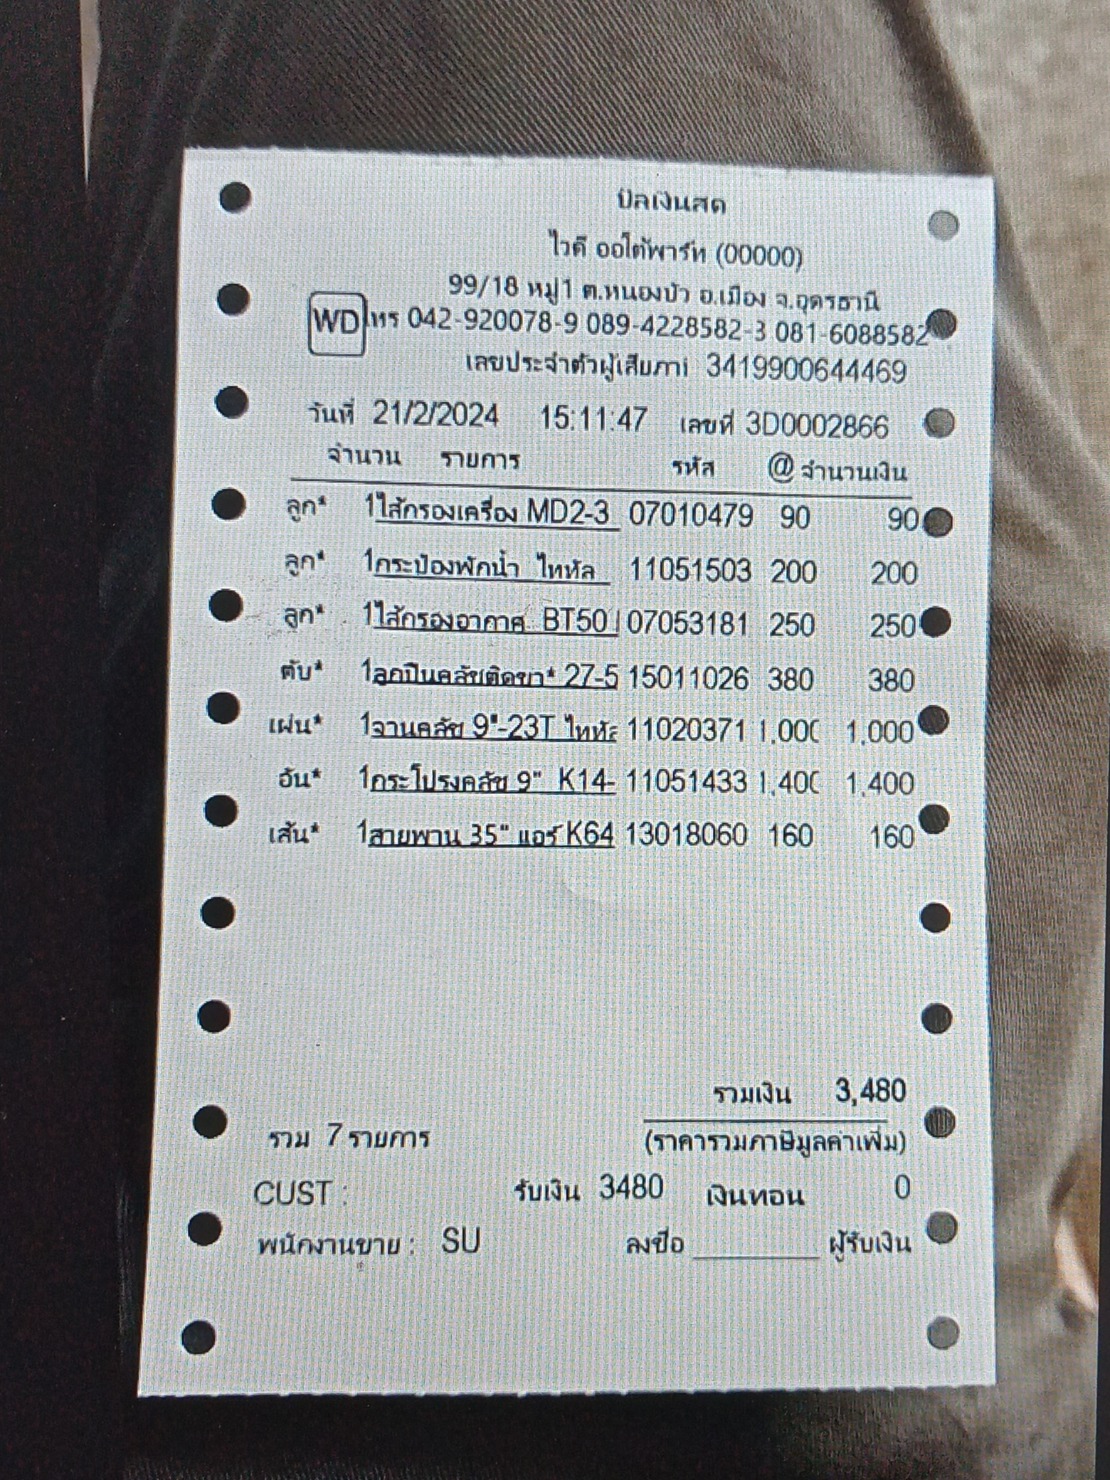 บิลเงินสด
ไวดี ออโต้พาร์ท (00000)
99/18 หมู่1 ต.หนองบัว อ.เมือง จ.อุดรธานี
WD
โทร 042-920078-9 089-4228582-3 081-6088582
เลขประจำตัวผู้เสียภาษี 3419900644469
วันที่ 21/2/2024 15:11:47 เลขที่ 3D0002866
จำนวน รายการ รหัส @ จำนวนเงิน
ลูก* 1ไส้กรองเครื่อง MD2-3 07010479 90 90
ลูก* 1กระป๋องพักน้ำ ไททัล 11051503 200 200
ลูก* 1ไส้กรองอากาศ BT50 07053181 250 250
ตับ* 1ลูกปืนคลัชติดขา* 27-5 15011026 380 380
แผ่น* 1จานคลัช 9"-23T ไททั 11020371 1,000 1,000
อัน* 1กระโปรงคลัช 9" K14- 11051433 1,400 1,400
เส้น* 1สายพาน 35" แอร์ K64 13018060 160 160
รวมเงิน 3,480
รวม 7 รายการ (ราคารวมภาษีมูลค่าเพิ่ม)
CUST : รับเงิน 3480 เงินทอน 0
พนักงานขาย : SU ลงชื่อ ผู้รับเงิน